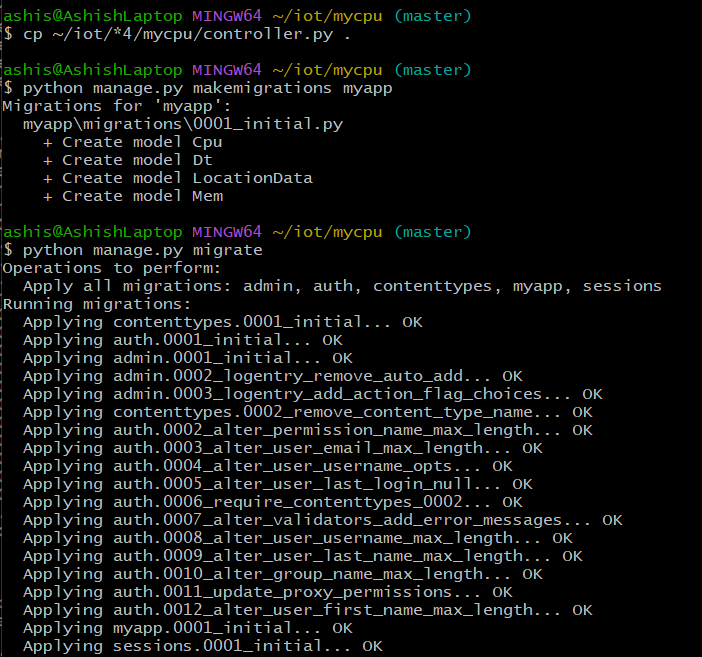 ashis@AshishLaptop MINGW64 ~/iot/mycpu (master)
$ cp ~/iot/*4/mycpu/controller.py .
ashis@AshishLaptop MINGW64 ~/iot/mycpu (master)
$ python manage.py makemigrations myapp
Migrations for 'myapp':
  myapp\migrations\0001_initial.py
    + Create model Cpu
    + Create model Dt
    + Create model LocationData
    + Create model Mem
ashis@AshishLaptop MINGW64 ~/iot/mycpu (master)
$ python manage.py migrate
Operations to perform:
  Apply all migrations: admin, auth, contenttypes, myapp, sessions
Running migrations:
  Applying contenttypes.0001_initial... OK
  Applying auth.0001_initial... OK
  Applying admin.0001_initial... OK
  Applying admin.0002_logentry_remove_auto_add... OK
  Applying admin.0003_logentry_add_action_flag_choices... OK
  Applying contenttypes.0002_remove_content_type_name... OK
  Applying auth.0002_alter_permission_name_max_length... OK
  Applying auth.0003_alter_user_email_max_length... OK
  Applying auth.0004_alter_user_username_opts... OK
  Applying auth.0005_alter_user_last_login_null... OK
  Applying auth.0006_require_contenttypes_0002... OK
  Applying auth.0007_alter_validators_add_error_messages... OK
  Applying auth.0008_alter_user_username_max_length... OK
  Applying auth.0009_alter_user_last_name_max_length... OK
  Applying auth.0010_alter_group_name_max_length... OK
  Applying auth.0011_update_proxy_permissions... OK
  Applying auth.0012_alter_user_first_name_max_length... OK
  Applying myapp.0001_initial... OK
  Applying sessions.0001_initial... OK